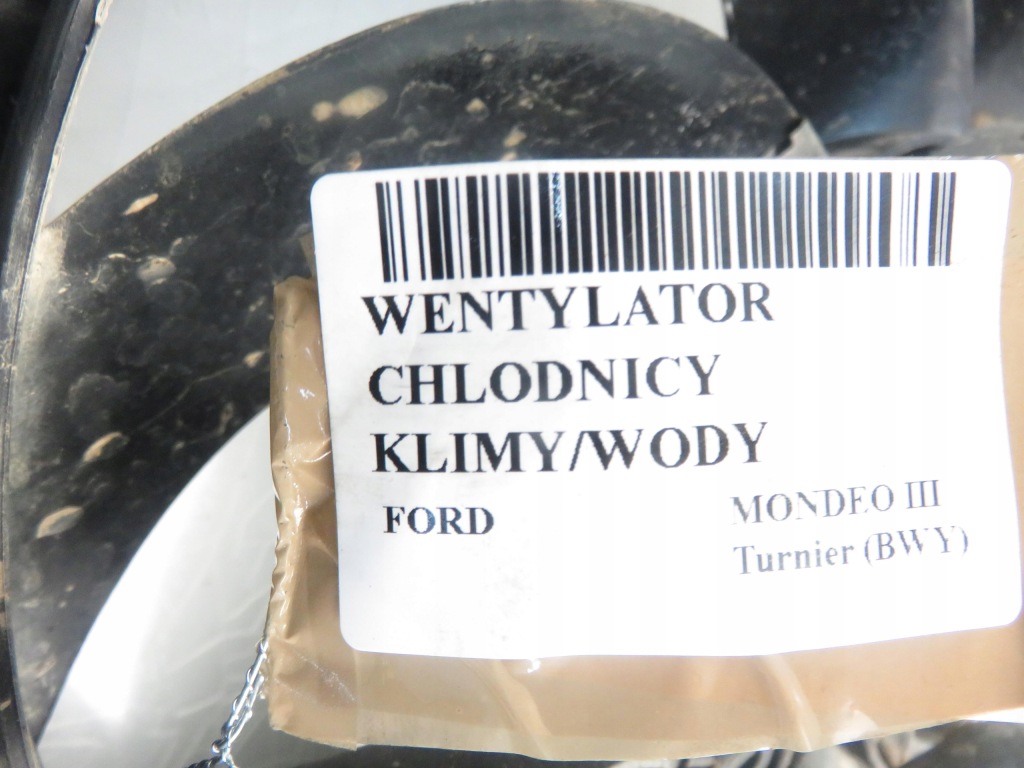 WENTYLATOR
CHLODNICY
KLIMY/WODY
FORD MONDEO III
Turnier (BWY)